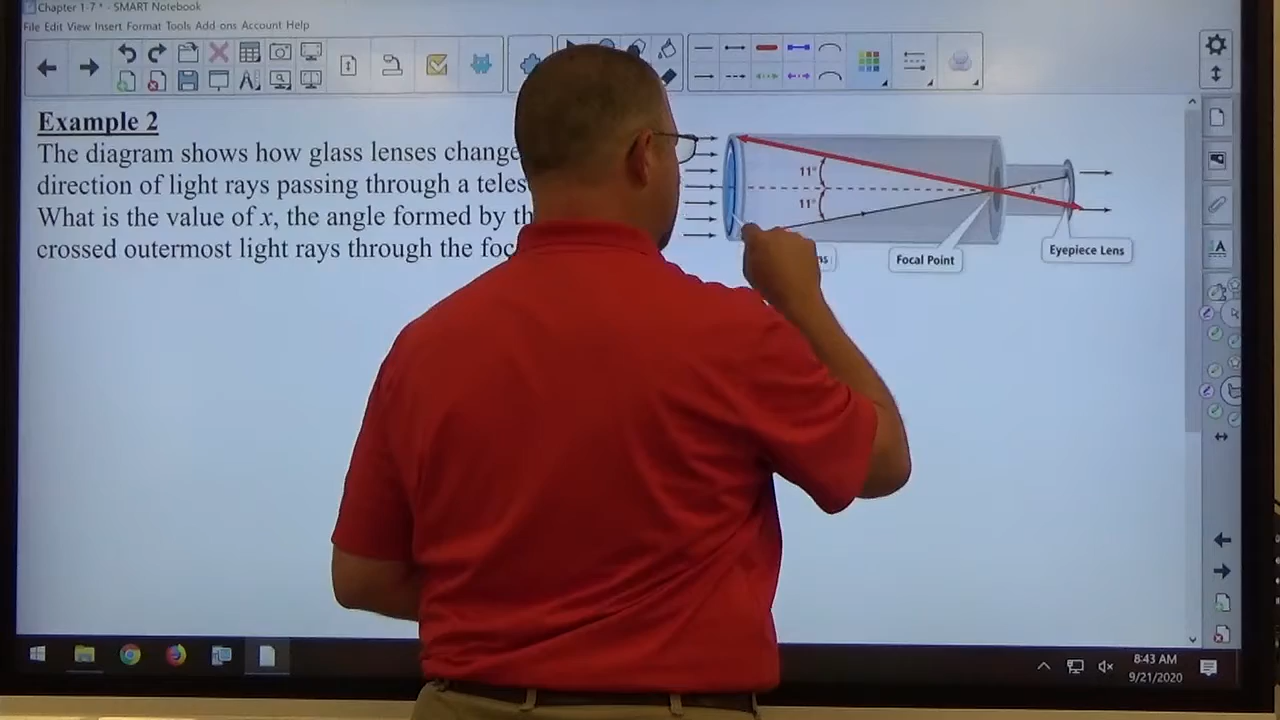 Chapter 1-7 * - SMART Notebook
File Edit View Insert Format Tools Add-ons Account Help
Example 2
The diagram shows how glass lenses change
direction of light rays passing through a
What is the value of x, the angle formed by
crossed outermost light rays through the
11°
11°
x°
Focal Point
Eyepiece Lens
8:43 AM
9/21/2020